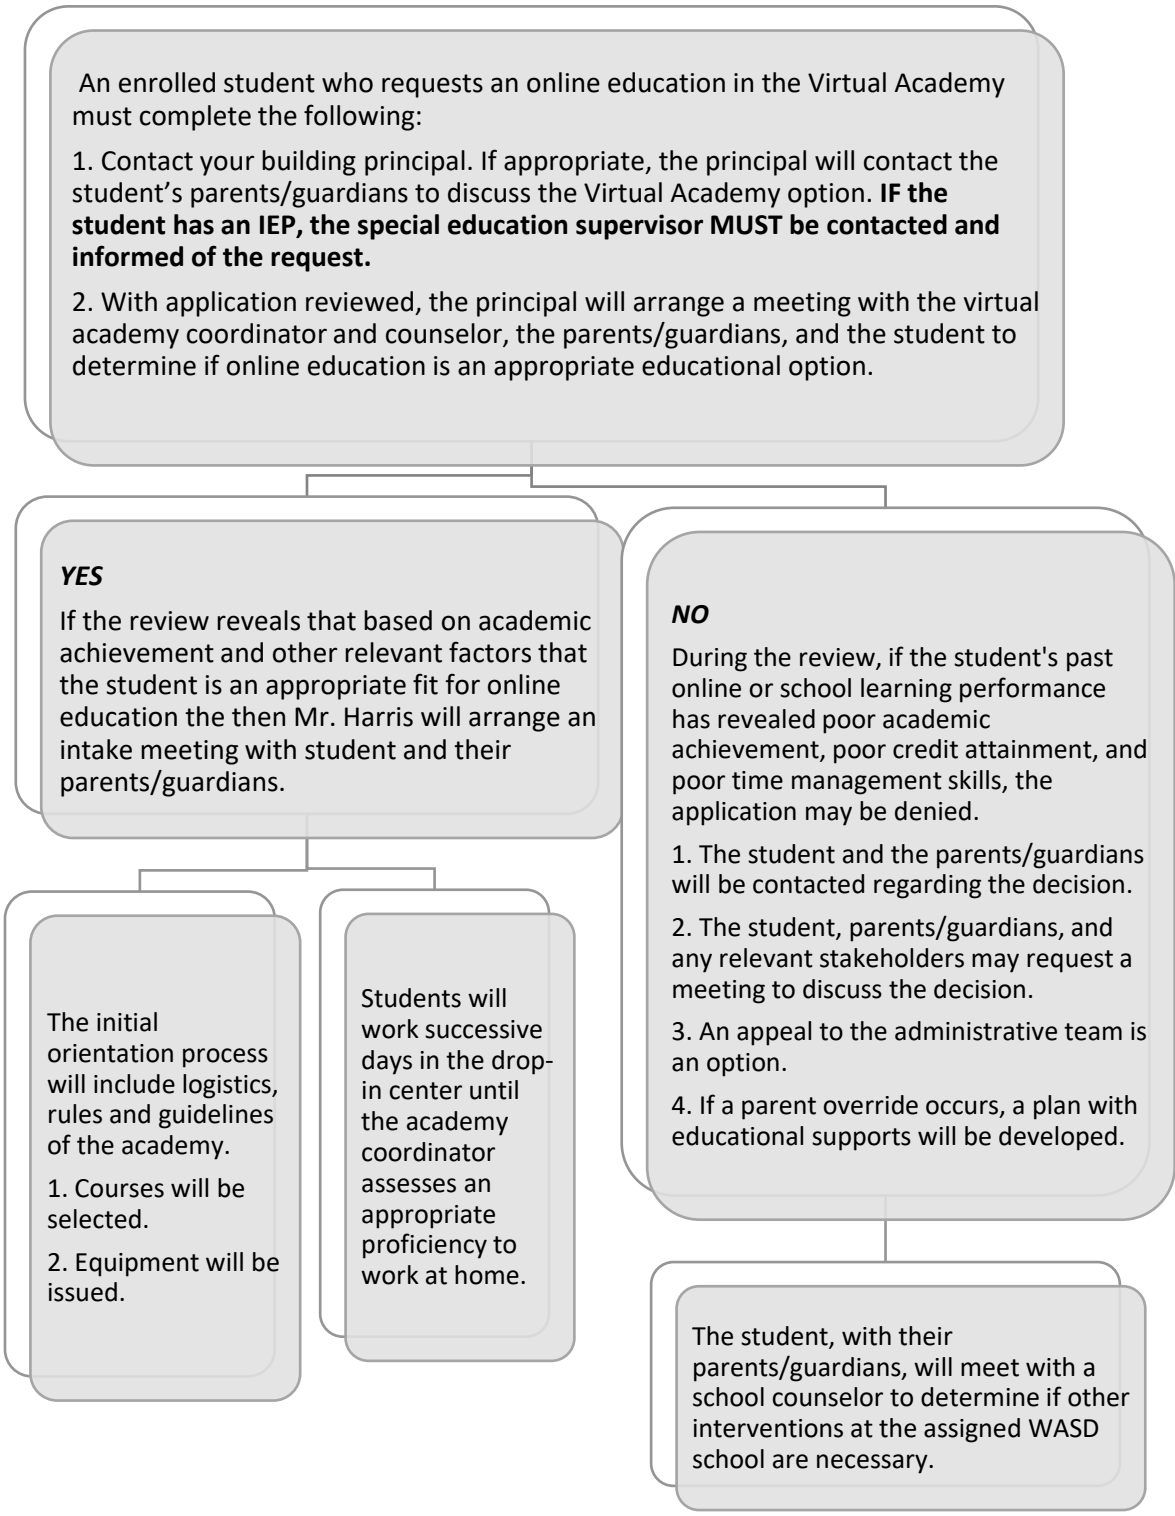 An enrolled student who requests an online education in the Virtual Academy
must complete the following:
1. Contact your building principal. If appropriate, the principal will contact the
student's parents/guardians to discuss the Virtual Academy option. IF the
student has an IEP, the special education supervisor MUST be contacted and
informed of the request.
2. With application reviewed, the principal will arrange a meeting with the virtual
academy coordinator and counselor, the parents/guardians, and the student to
determine if online education is an appropriate educational option.
YES
If the review reveals that based on academic
achievement and other relevant factors that
the student is an appropriate fit for online
education the then Mr. Harris will arrange an
intake meeting with student and their
parents/guardians.
NO
During the review, if the student's past
online or school learning performance
has revealed poor academic
achievement, poor credit attainment, and
poor time management skills, the
application may be denied.
1. The student and the parents/guardians
will be contacted regarding the decision.
2. The student, parents/guardians, and
any relevant stakeholders may request a
meeting to discuss the decision.
3. An appeal to the administrative team is
an option.
4. If a parent override occurs, a plan with
educational supports will be developed.
The initial
orientation process
will include logistics,
rules and guidelines
of the academy.
1. Courses will be
selected.
2. Equipment will be
issued.
Students will
work successive
days in the drop-
in center until
the academy
coordinator
assesses an
appropriate
proficiency to
work at home.
The student, with their
parents/guardians, will meet with a
school counselor to determine if other
interventions at the assigned WASD
school are necessary.